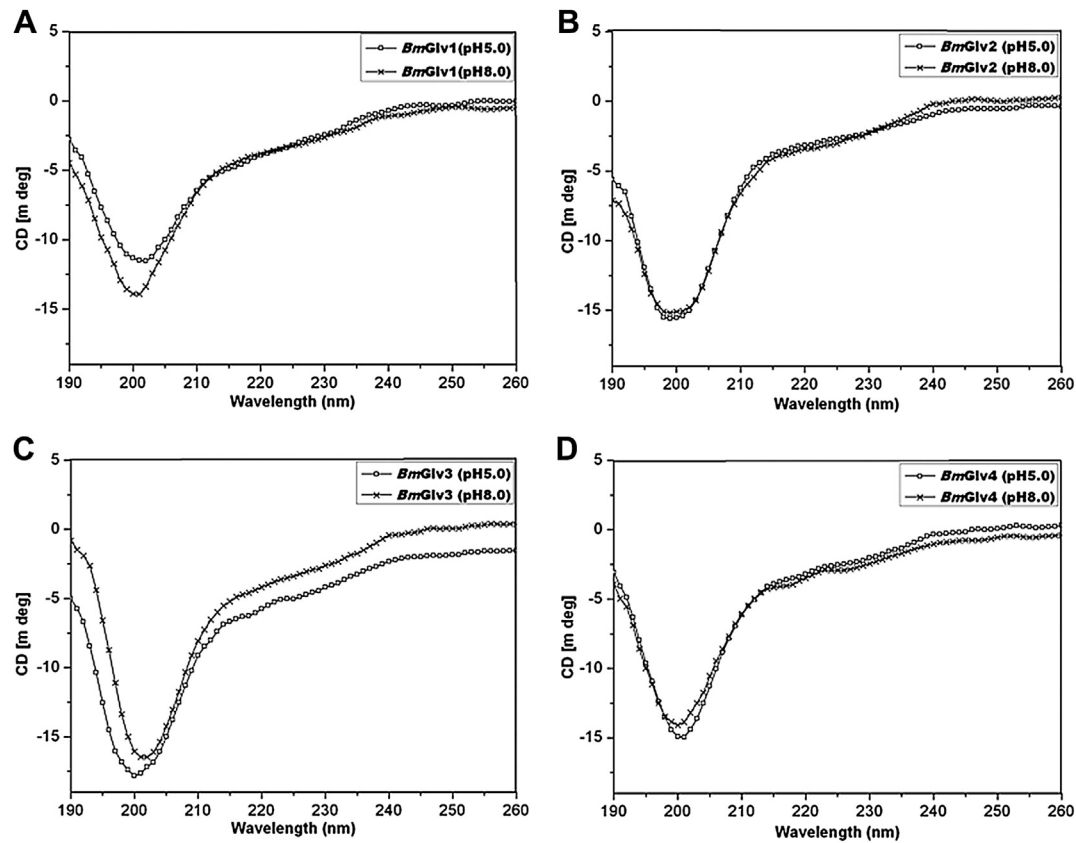 A
BmGlv1(pH5.0)
BmGlv1(pH8.0)
5
0
-5
-10
-15
CD [m deg]
190 200 210 220 230 240 250 260
Wavelength (nm)
B
BmGlv2 (pH5.0)
BmGlv2 (pH8.0)
5
0
-5
-10
-15
CD [m deg]
190 200 210 220 230 240 250 260
Wavelength (nm)
C
BmGlv3 (pH5.0)
BmGlv3 (pH8.0)
5
0
-5
-10
-15
CD [m deg]
190 200 210 220 230 240 250 260
Wavelength (nm)
D
BmGlv4 (pH5.0)
BmGlv4 (pH8.0)
5
0
-5
-10
-15
CD [m deg]
190 200 210 220 230 240 250 260
Wavelength (nm)